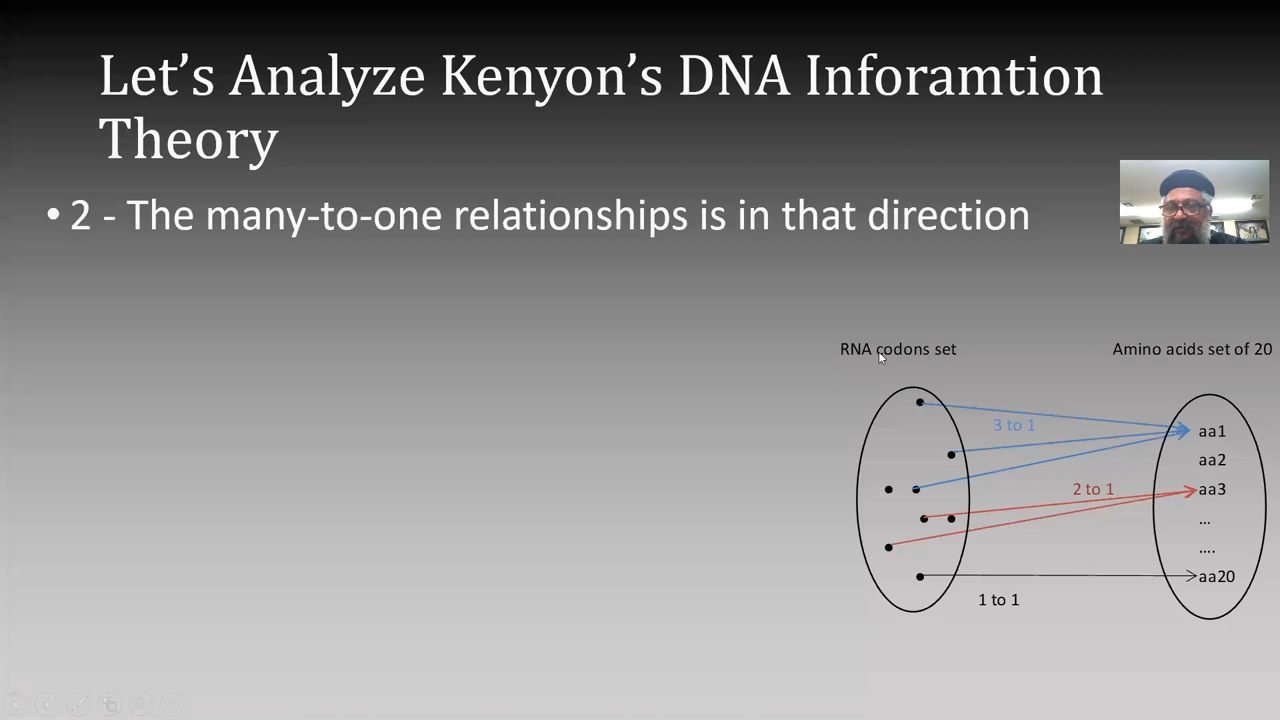 Let's Analyze Kenyon's DNA Inforamtion
Theory
• 2 - The many-to-one relationships is in that direction
RNA codons set
Amino acids set of 20
3 to 1
aa1
aa2
2 to 1
aa3
...
....
aa20
1 to 1